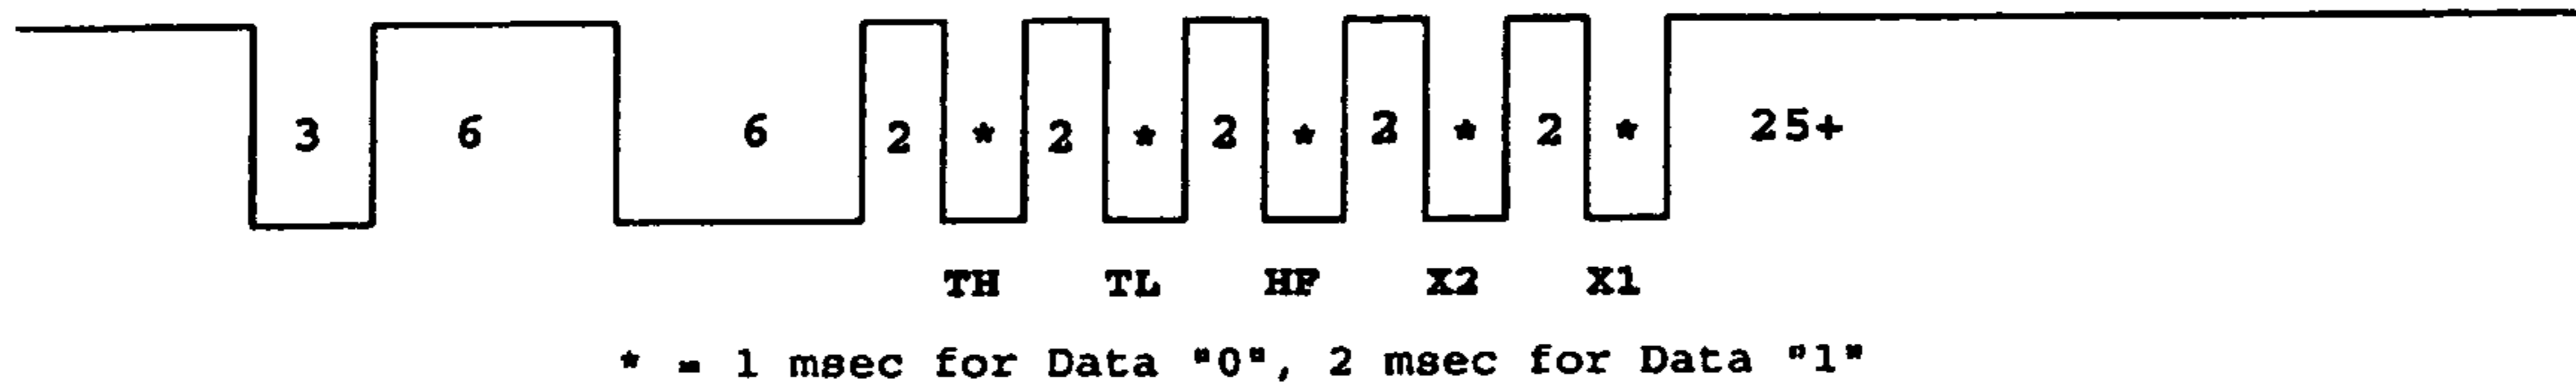 3 6 6 2 * 2 * 2 * 2 * 2 * 25+
TH TL HF X2 X1
* = 1 msec for Data "0", 2 msec for Data "1"